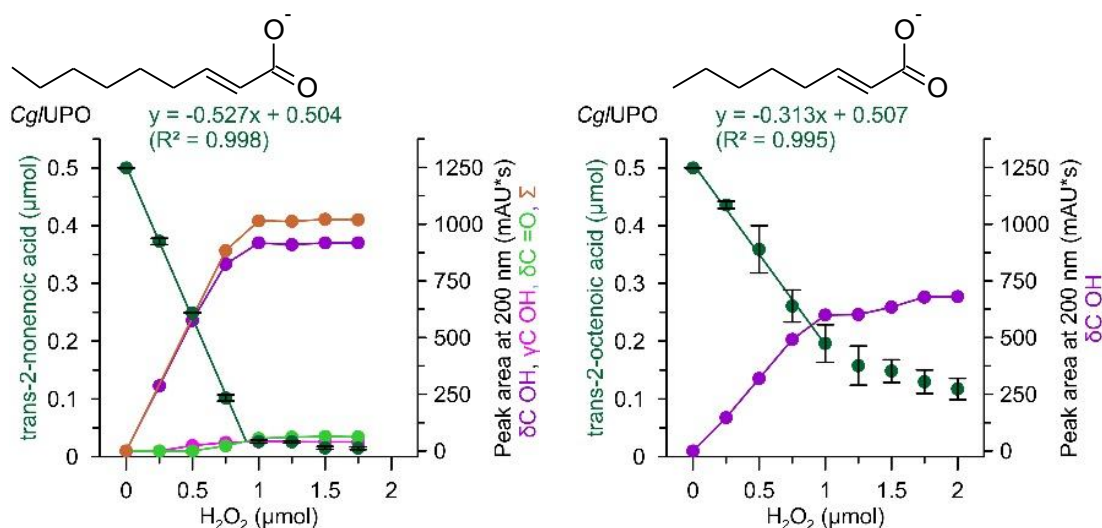 O-
O
CglUPO
y = -0.527x + 0.504
(R² = 0.998)
trans-2-nonenoic acid (µmol)
0.5
0.4
0.3
0.2
0.1
0
1250
1000
750
500
250
0
Peak area at 200 nm (mAU*s)
δC OH, γC OH, δC =O, Σ
0
0.5
1
1.5
2
H₂O₂ (µmol)
O-
O
CglUPO
y = -0.313x + 0.507
(R² = 0.995)
trans-2-octenoic acid (µmol)
0.5
0.4
0.3
0.2
0.1
0
1250
1000
750
500
250
0
Peak area at 200 nm (mAU*s)
δC OH
0
0.5
1
1.5
2
H₂O₂ (µmol)